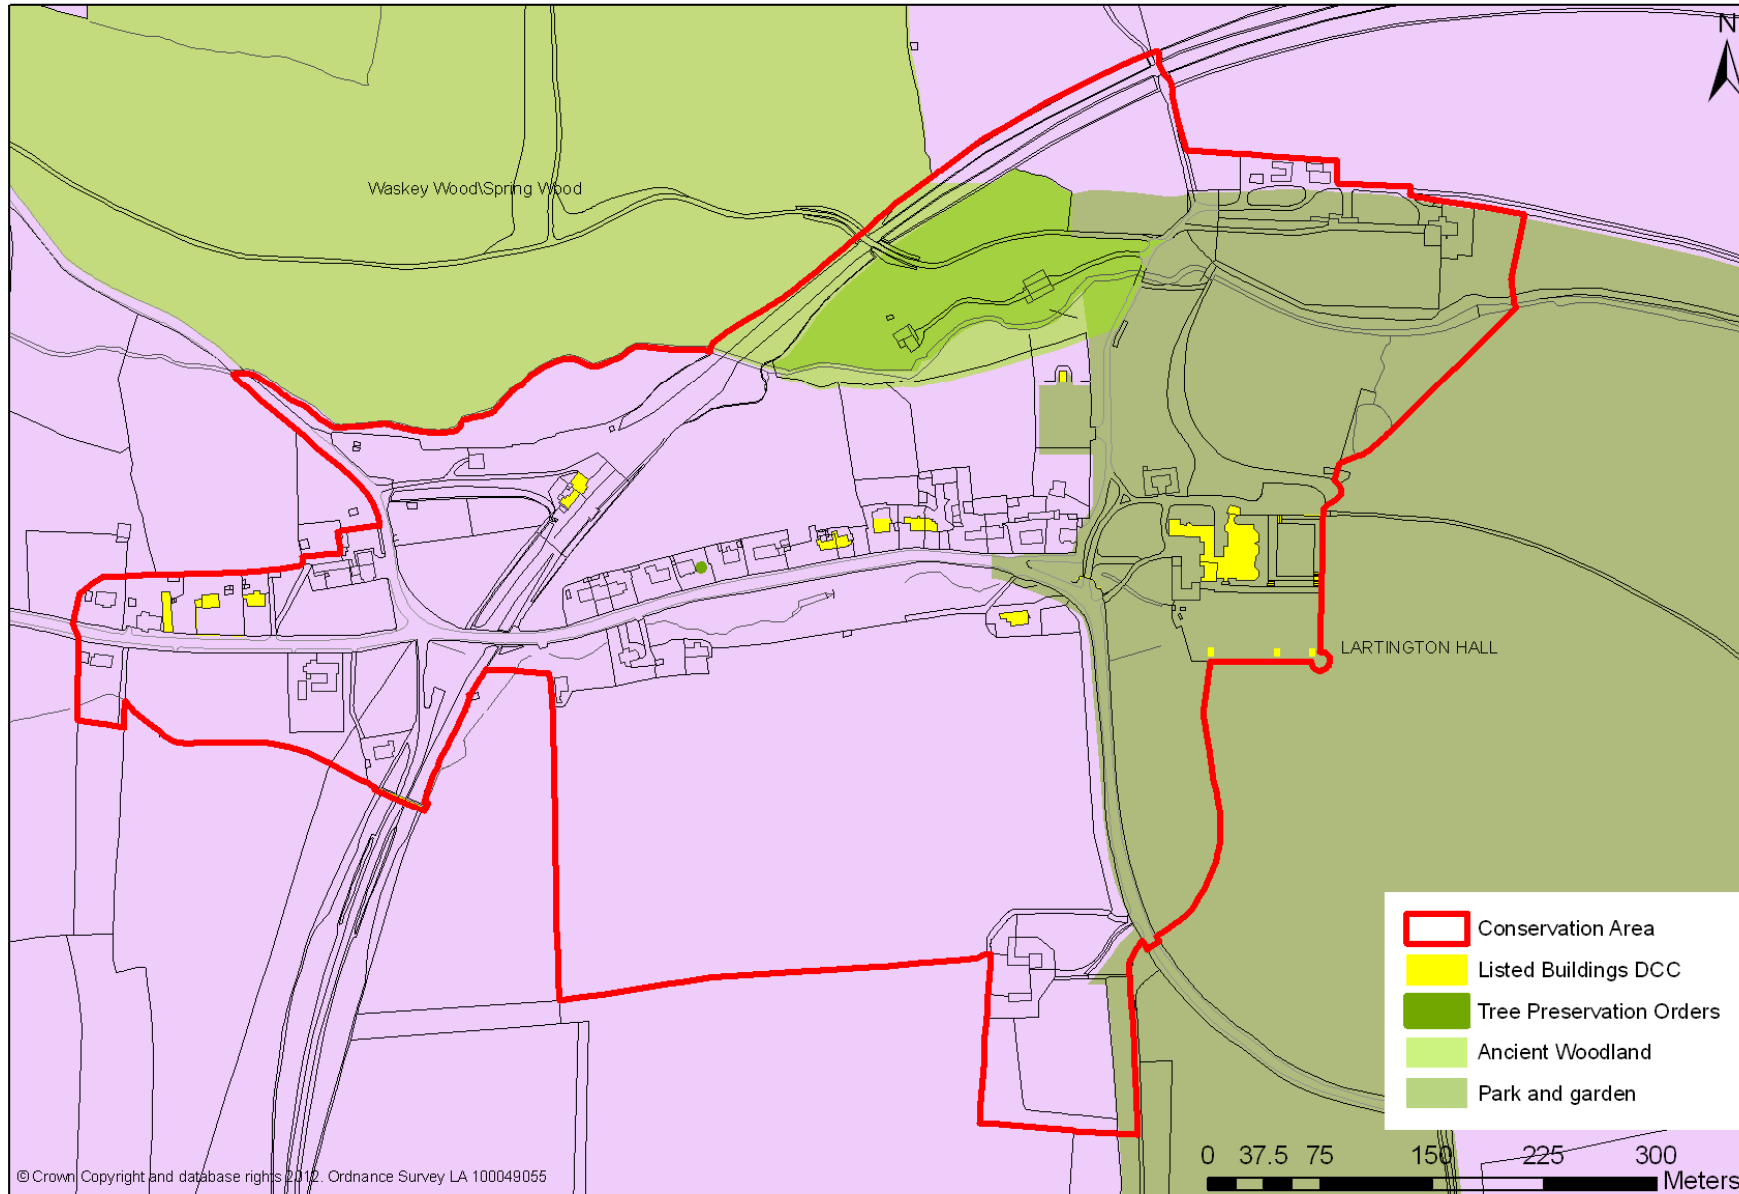 N
Waskey Wood\Spring Wood
LARTINGTON HALL
Conservation Area
Listed Buildings DCC
Tree Preservation Orders
Ancient Woodland
Park and garden
0 37.5 75 150 225 300
Meters
© Crown Copyright and database rights 2012. Ordnance Survey LA 100049055